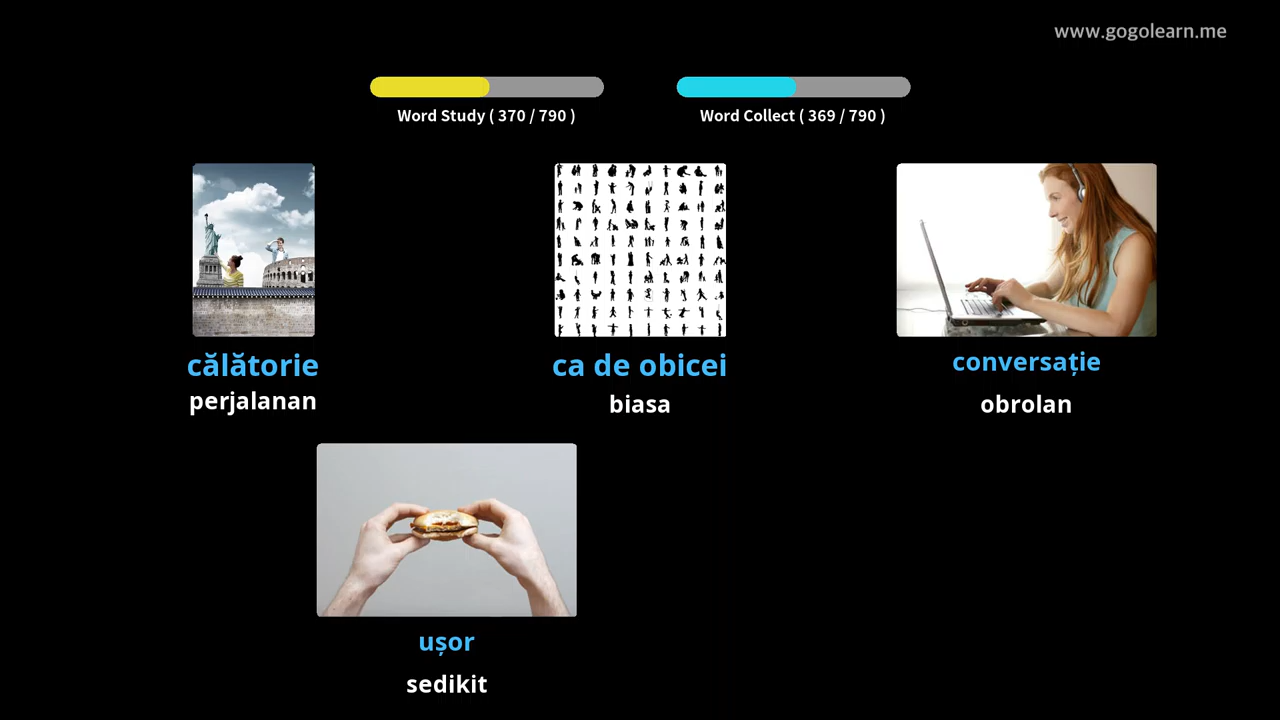 www.gogolearn.me
Word Study ( 370 / 790 )
Word Collect ( 369 / 790 )
călătorie
perjalanan
ca de obicei
biasa
conversație
obrolan
ușor
sedikit